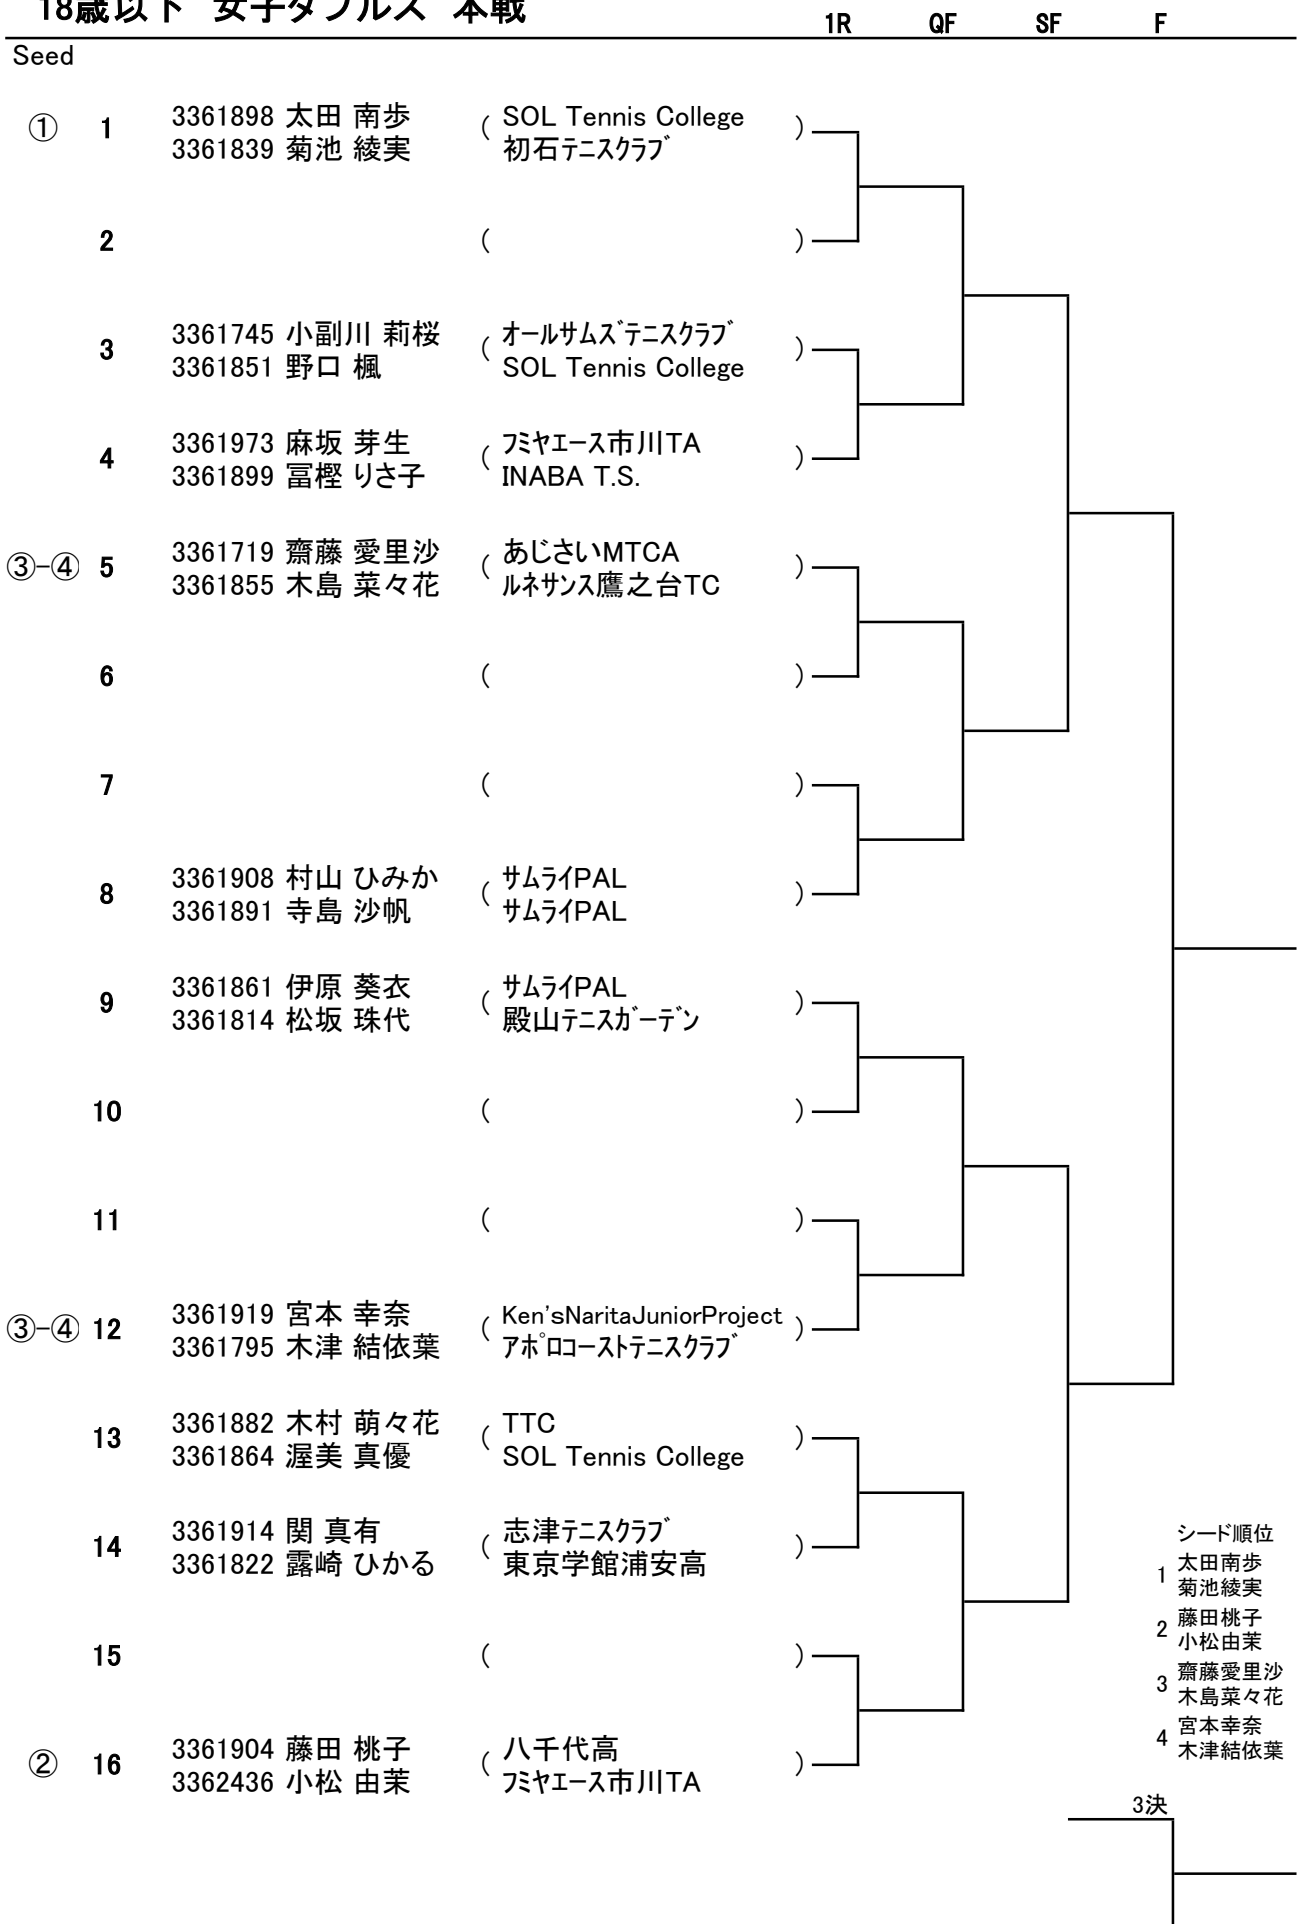 18歳以下 女子ダブルス 本戦
1R QF SF F
Seed
① 1 3361898 太田 南歩 ( SOL Tennis College )
3361839 菊池 綾実 初石テニスクラブ
2 ( )
3 3361745 小副川 莉桜 ( オールサムズテニスクラブ )
3361851 野口 楓 SOL Tennis College
4 3361973 麻坂 芽生 ( フミヤエース市川TA )
3361899 冨樫 りさ子 INABA T.S.
③-④ 5 3361719 齋藤 愛里沙 ( あじさいMTCA )
3361855 木島 菜々花 ルネサンス鷹之台TC
6 ( )
7 ( )
8 3361908 村山 ひみか ( サムライPAL )
3361891 寺島 沙帆 サムライPAL
9 3361861 伊原 葵衣 ( サムライPAL )
3361814 松坂 珠代 殿山テニスガーデン
10 ( )
11 ( )
③-④ 12 3361919 宮本 幸奈 ( Ken'sNaritaJuniorProject )
3361795 木津 結依葉 アポロコーストテニスクラブ
13 3361882 木村 萌々花 ( TTC )
3361864 渥美 真優 SOL Tennis College
14 3361914 関 真有 ( 志津テニスクラブ )
3361822 露崎 ひかる 東京学館浦安高
15 ( )
② 16 3361904 藤田 桃子 ( 八千代高 )
3362436 小松 由茉 フミヤエース市川TA
シード順位
1 太田南歩
菊池綾実
2 藤田桃子
小松由茉
3 齋藤愛里沙
木島菜々花
4 宮本幸奈
木津結依葉
3決